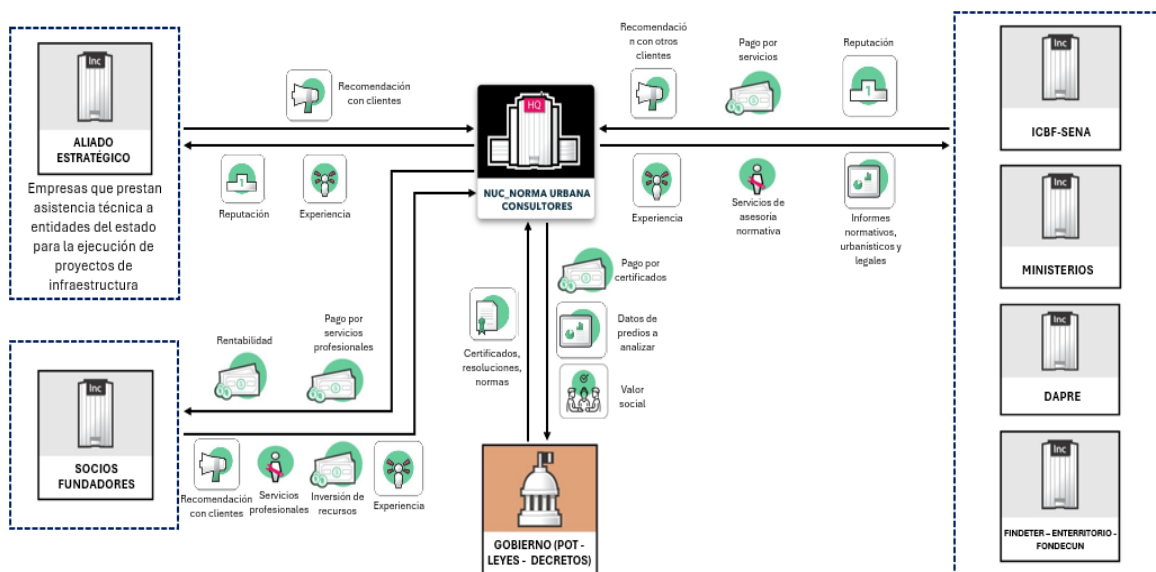 Inc
ALIADO
ESTRATÉGICO
Empresas que prestan
asistencia técnica a
entidades del estado
para la ejecución de
proyectos de
infraestructura
Recomendación
con clientes
Reputación
Experiencia
HQ
NUC_NORMA URBANA
CONSULTORES
Recomendació
n con otros
clientes
Pago por
servicios
Reputación
1
Experiencia
Servicios de
asesoría
normativa
Informes
normativos,
urbanísticos y
legales
Inc
ICBF-SENA
Inc
MINISTERIOS
Inc
DAPRE
Inc
FINDETER – ENTERRITORIO -
FONDECUN
Inc
SOCIOS
FUNDADORES
Rentabilidad
Pago por
servicios
profesionales
Recomendación
con clientes
Servicios
profesionales
Inversión de
recursos
Experiencia
Certificados,
resoluciones,
normas
Pago por
certificados
Datos de
predios a
analizar
Valor
social
GOBIERNO (POT -
LEYES - DECRETOS)